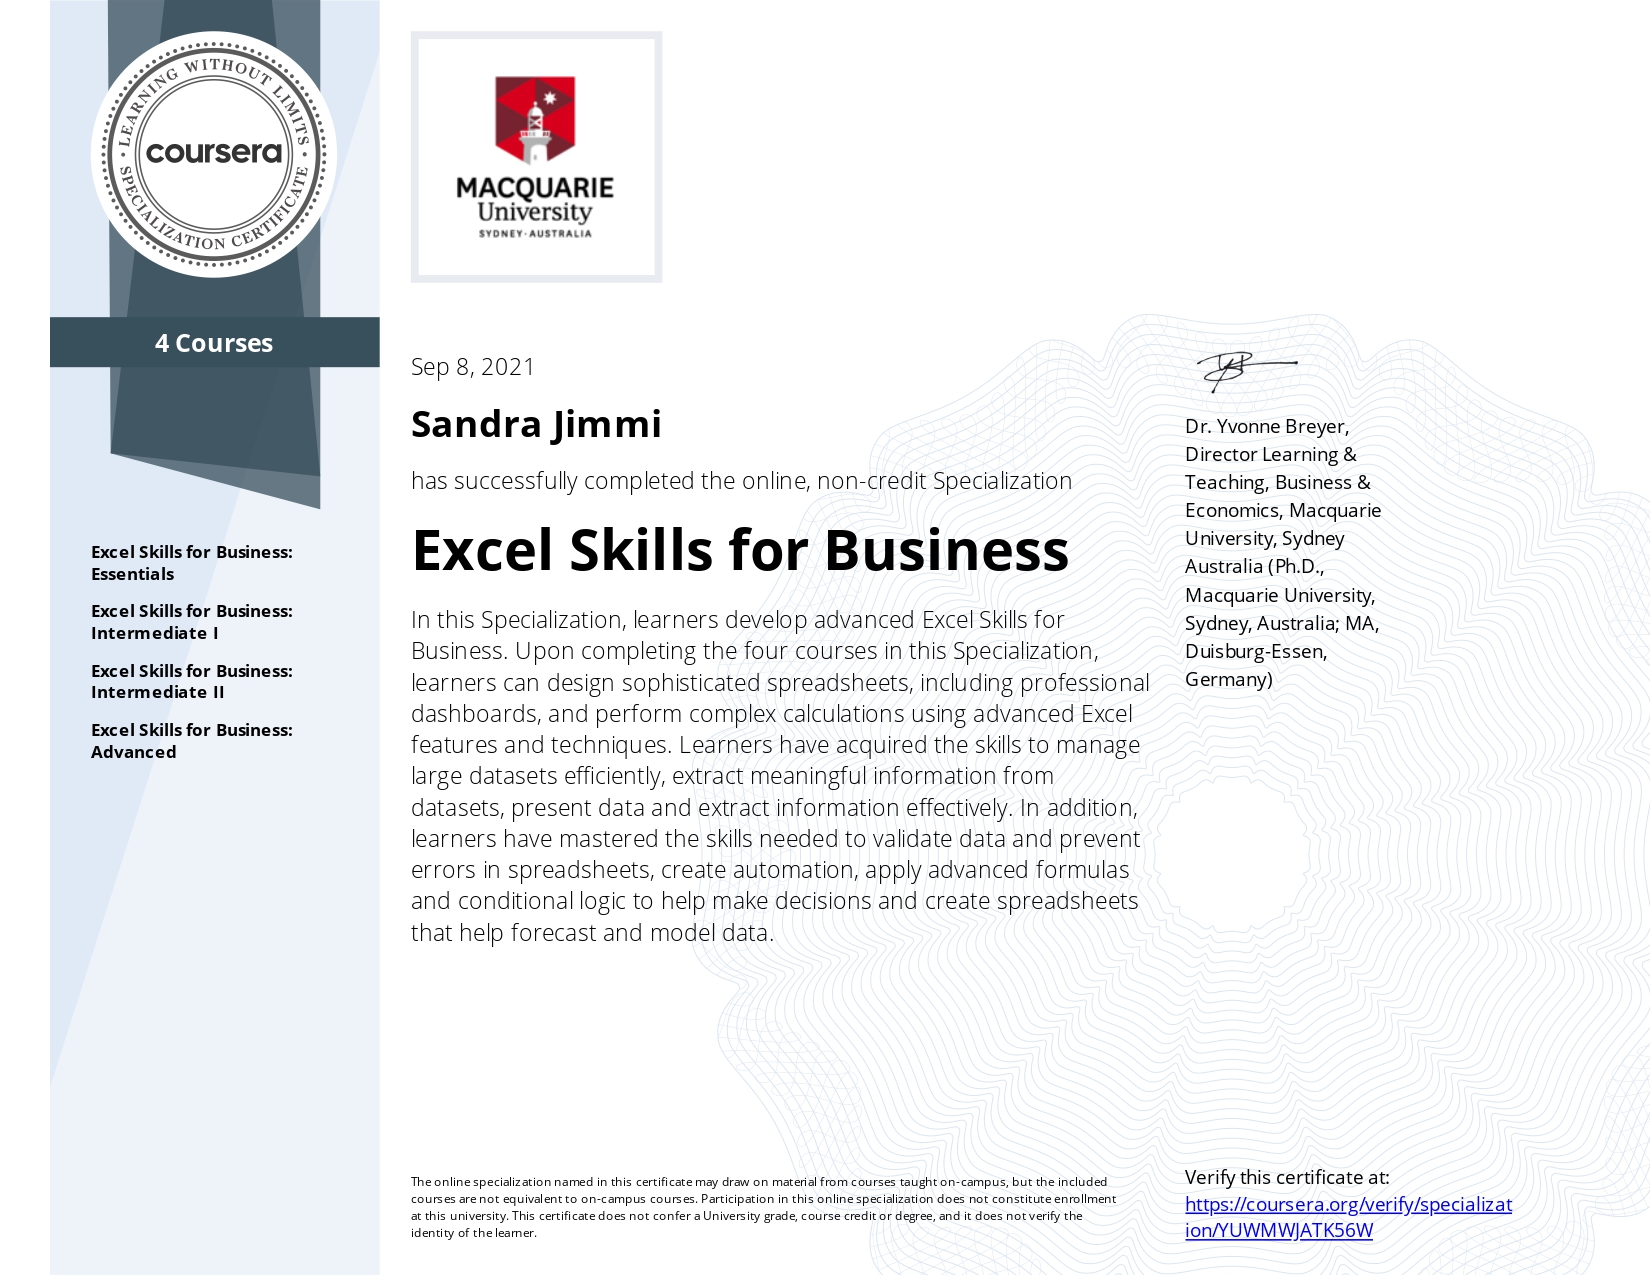 LEARNING WITHOUT LIMITS
coursera
SPECIALIZATION CERTIFICATE
4 Courses
Excel Skills for Business:
Essentials
Excel Skills for Business:
Intermediate I
Excel Skills for Business:
Intermediate II
Excel Skills for Business:
Advanced
MACQUARIE
University
SYDNEY·AUSTRALIA
Sep 8, 2021
Sandra Jimmi
has successfully completed the online, non-credit Specialization
Excel Skills for Business
In this Specialization, learners develop advanced Excel Skills for
Business. Upon completing the four courses in this Specialization,
learners can design sophisticated spreadsheets, including professional
dashboards, and perform complex calculations using advanced Excel
features and techniques. Learners have acquired the skills to manage
large datasets efficiently, extract meaningful information from
datasets, present data and extract information effectively. In addition,
learners have mastered the skills needed to validate data and prevent
errors in spreadsheets, create automation, apply advanced formulas
and conditional logic to help make decisions and create spreadsheets
that help forecast and model data.
Dr. Yvonne Breyer,
Director Learning &
Teaching, Business &
Economics, Macquarie
University, Sydney
Australia (Ph.D.,
Macquarie University,
Sydney, Australia; MA,
Duisburg-Essen,
Germany)
The online specialization named in this certificate may draw on material from courses taught on-campus, but the included
courses are not equivalent to on-campus courses. Participation in this online specialization does not constitute enrollment
at this university. This certificate does not confer a University grade, course credit or degree, and it does not verify the
identity of the learner.
Verify this certificate at:
https://coursera.org/verify/specializat
ion/YUWMWJATK56W